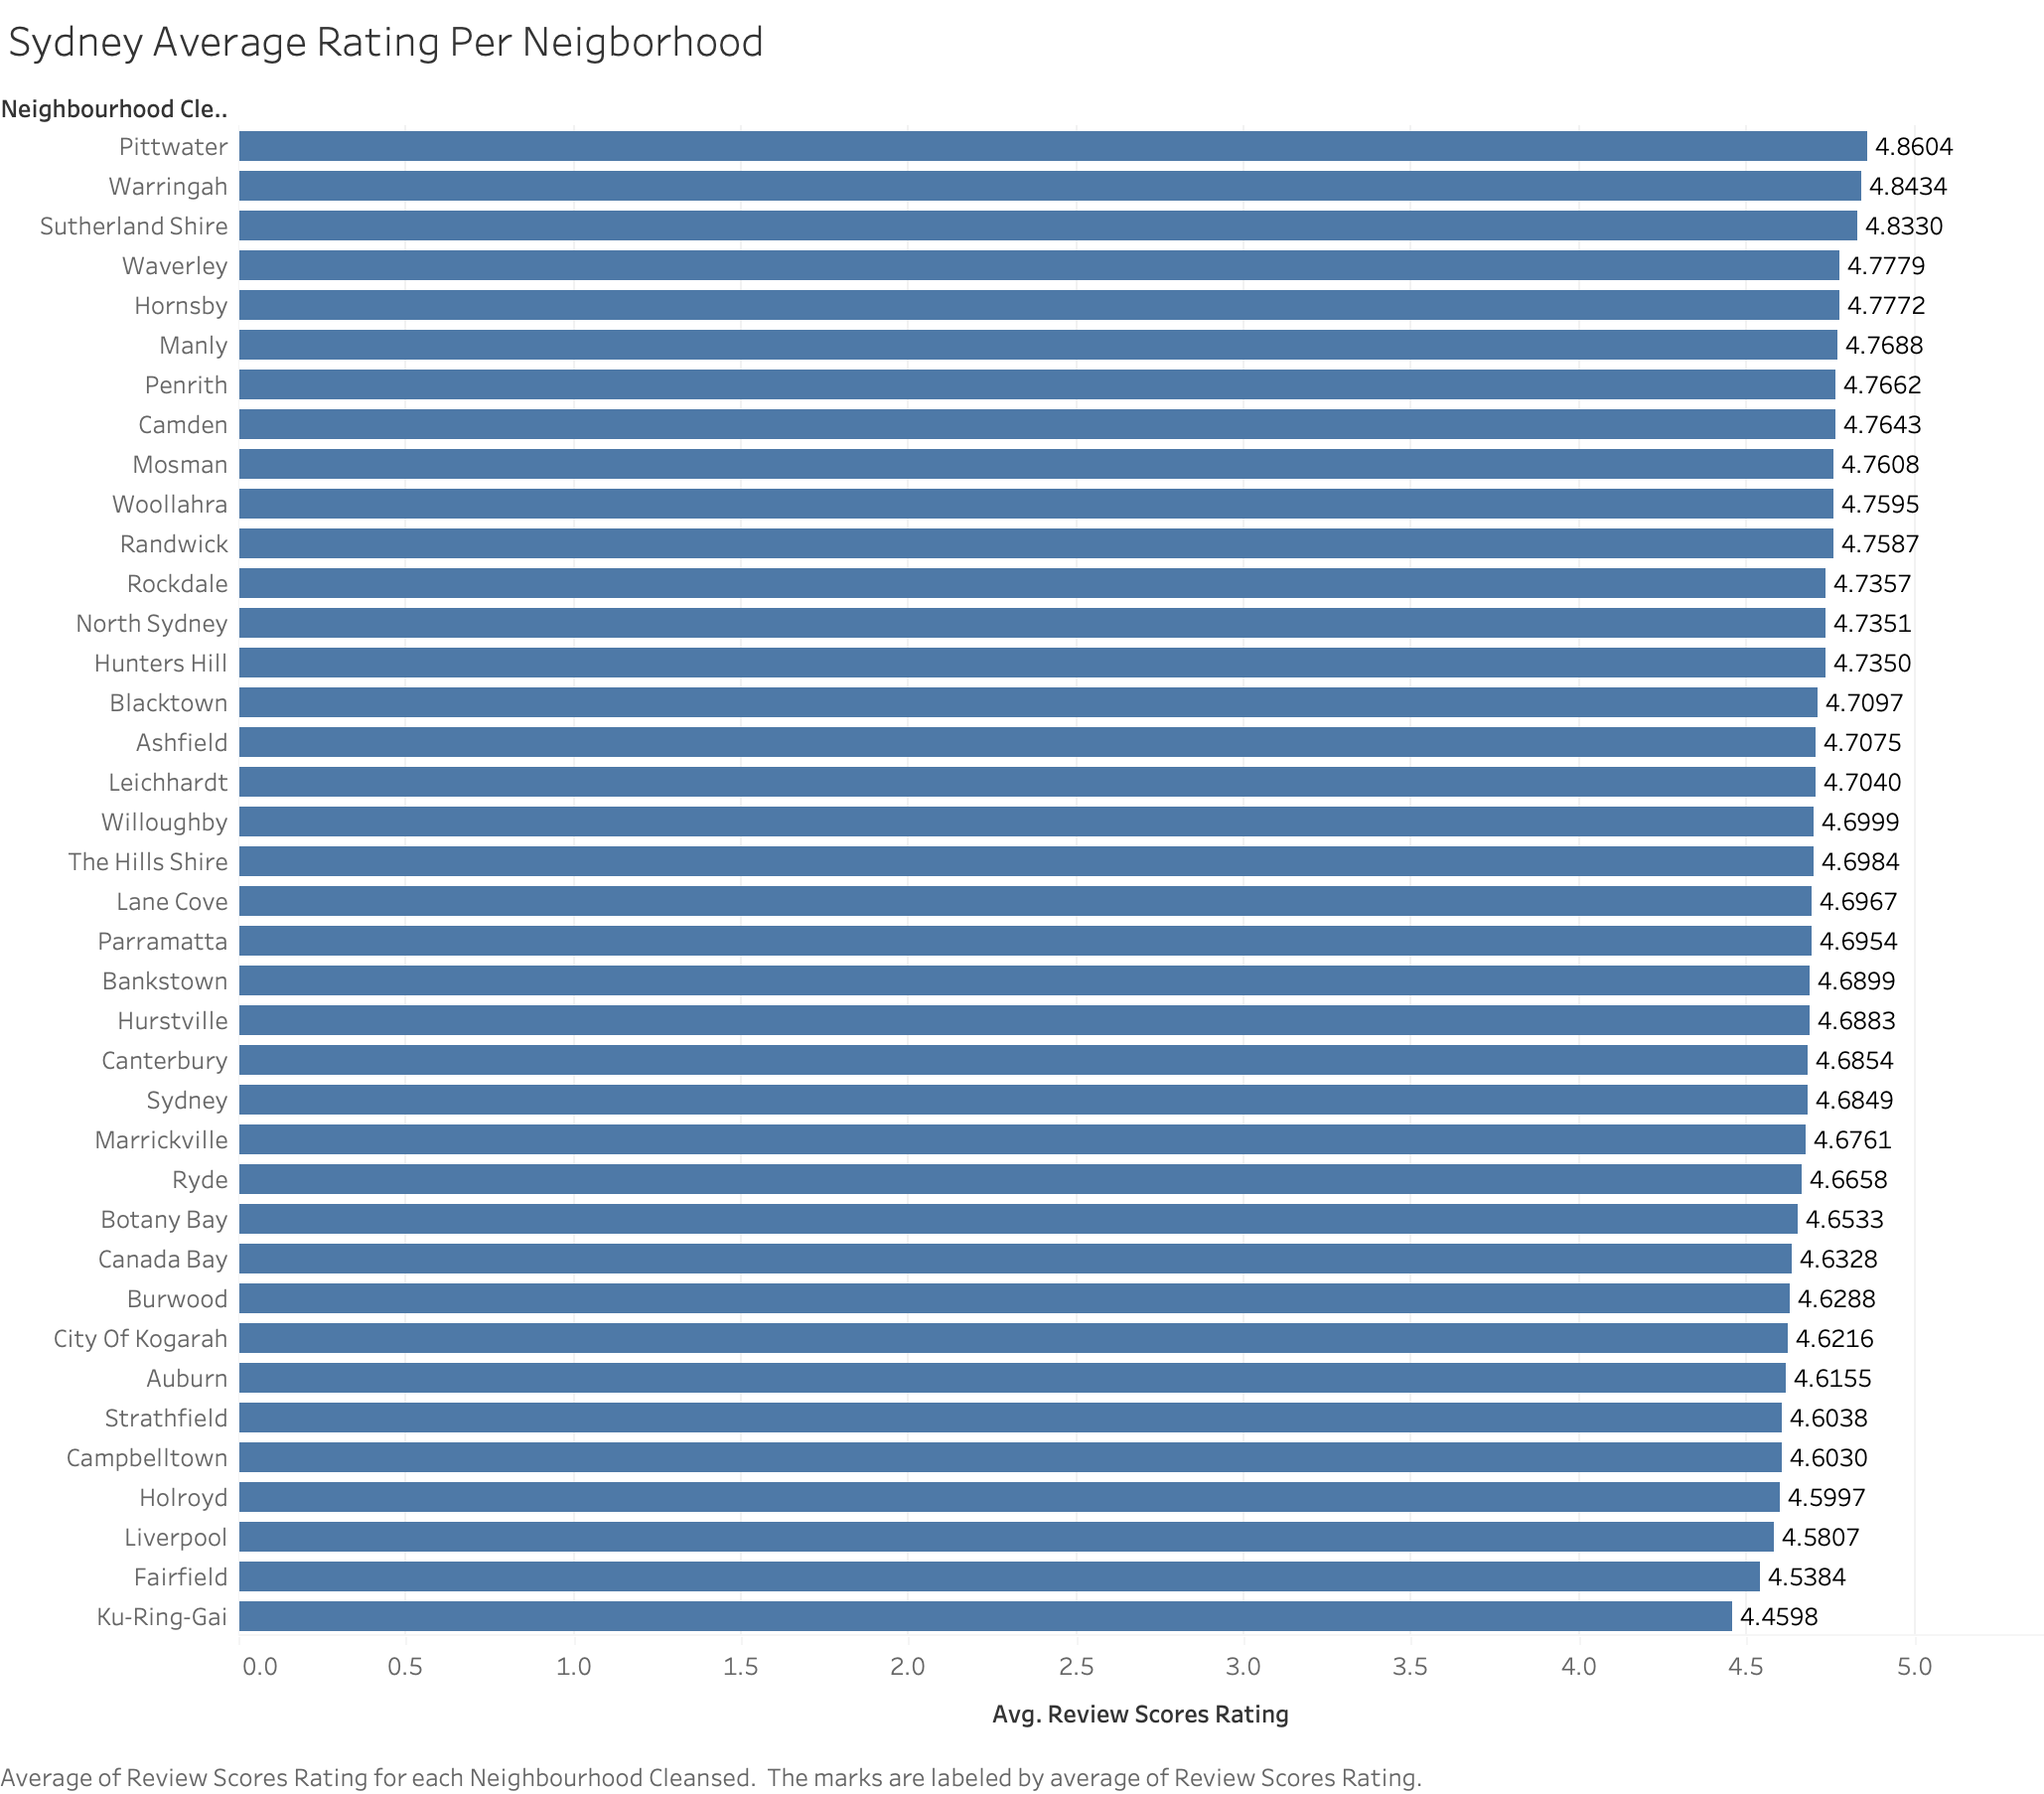 Sydney Average Rating Per Neigborhood
Neighbourhood Cle..
Pittwater 4.8604
Warringah 4.8434
Sutherland Shire 4.8330
Waverley 4.7779
Hornsby 4.7772
Manly 4.7688
Penrith 4.7662
Camden 4.7643
Mosman 4.7608
Woollahra 4.7595
Randwick 4.7587
Rockdale 4.7357
North Sydney 4.7351
Hunters Hill 4.7350
Blacktown 4.7097
Ashfield 4.7075
Leichhardt 4.7040
Willoughby 4.6999
The Hills Shire 4.6984
Lane Cove 4.6967
Parramatta 4.6954
Bankstown 4.6899
Hurstville 4.6883
Canterbury 4.6854
Sydney 4.6849
Marrickville 4.6761
Ryde 4.6658
Botany Bay 4.6533
Canada Bay 4.6328
Burwood 4.6288
City Of Kogarah 4.6216
Auburn 4.6155
Strathfield 4.6038
Campbelltown 4.6030
Holroyd 4.5997
Liverpool 4.5807
Fairfield 4.5384
Ku-Ring-Gai 4.4598
0.0 0.5 1.0 1.5 2.0 2.5 3.0 3.5 4.0 4.5 5.0
Avg. Review Scores Rating
Average of Review Scores Rating for each Neighbourhood Cleansed.  The marks are labeled by average of Review Scores Rating.